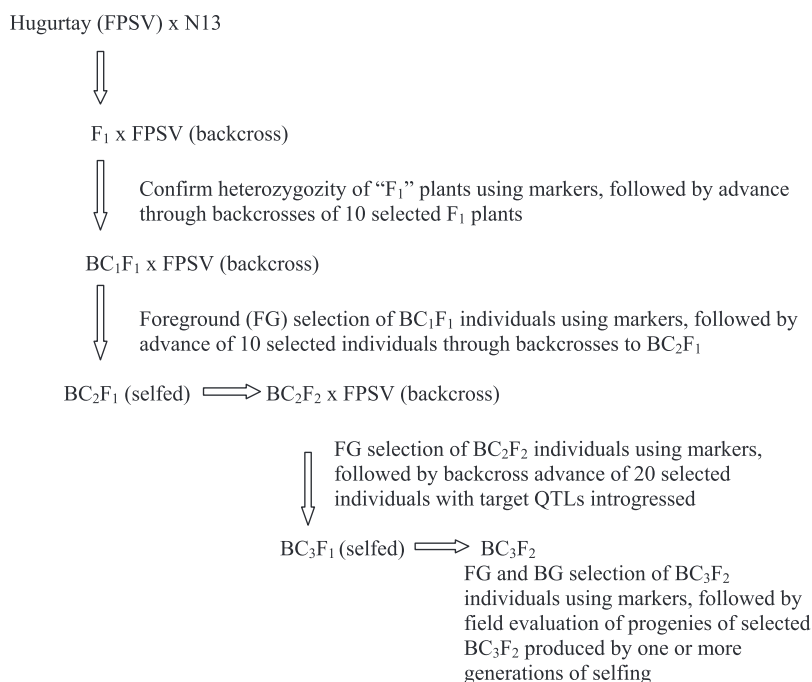 Hugurtay (FPSV) x N13
F₁ x FPSV (backcross)
Confirm heterozygozity of “F₁” plants using markers, followed by advance
through backcrosses of 10 selected F₁ plants
BC₁F₁ x FPSV (backcross)
Foreground (FG) selection of BC₁F₁ individuals using markers, followed by
advance of 10 selected individuals through backcrosses to BC₂F₁
BC₂F₁ (selfed) ⇒ BC₂F₂ x FPSV (backcross)
FG selection of BC₂F₂ individuals using markers,
followed by backcross advance of 20 selected
individuals with target QTLs introgressed
BC₃F₁ (selfed) ⇒ BC₃F₂
FG and BG selection of BC₃F₂
individuals using markers, followed by
field evaluation of progenies of selected
BC₃F₂ produced by one or more
generations of selfing